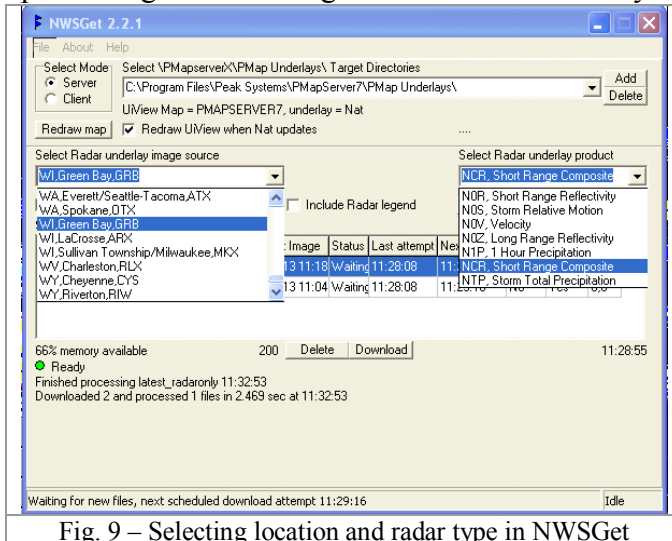 NWSGet 2.2.1
File About Help
Select Mode Select \PMapserverX\PMap Underlays\ Target Directories
Server
Client
C:\Program Files\Peak Systems\PMapServer7\PMap Underlays\
Add
Delete
UiView Map = PMAPSERVER7, underlay = Nat
Redraw map Redraw UiView when Nat updates ....
Select Radar underlay image source Select Radar underlay product
WI,Green Bay,GRB NCR, Short Range Composite
WA,Everett/Seattle-Tacoma,ATX
WA,Spokane,OTX
WI,Green Bay,GRB
WI,LaCrosse,ARX
WI,Sullivan Township/Milwaukee,MKX
WV,Charleston,RLX
WY,Cheyenne,CYS
WY,Riverton,RIW
Include Radar legend
N0R, Short Range Reflectivity
N0S, Storm Relative Motion
N0V, Velocity
N0Z, Long Range Reflectivity
N1P, 1 Hour Precipitation
NCR, Short Range Composite
NTP, Storm Total Precipitation
Image Status Last attempt
13 11:18 Waiting 11:28:08
13 11:04 Waiting 11:28:08
66% memory available 200 Delete Download 11:28:55
Ready
Finished processing latest_radaronly 11:32:53
Downloaded 2 and processed 1 files in 2.469 sec at 11:32:53
Waiting for new files, next scheduled download attempt 11:29:16 Idle
Fig. 9 – Selecting location and radar type in NWSGet